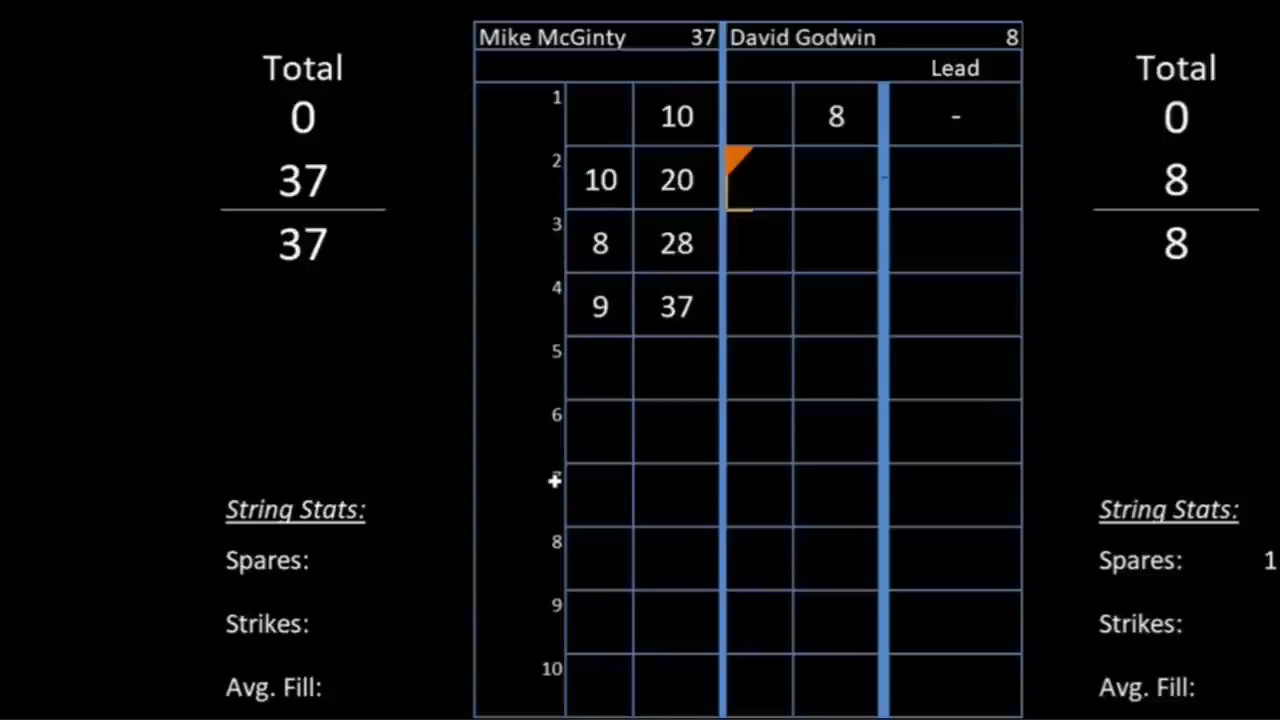 Mike McGinty 37 David Godwin 8
Lead
Total
0
37
37
1 10 8 -
2 10 20
3 8 28
4 9 37
5
6
8
9
10
Total
0
8
8
String Stats:
Spares:
Strikes:
Avg. Fill:
String Stats:
Spares: 1
Strikes:
Avg. Fill: